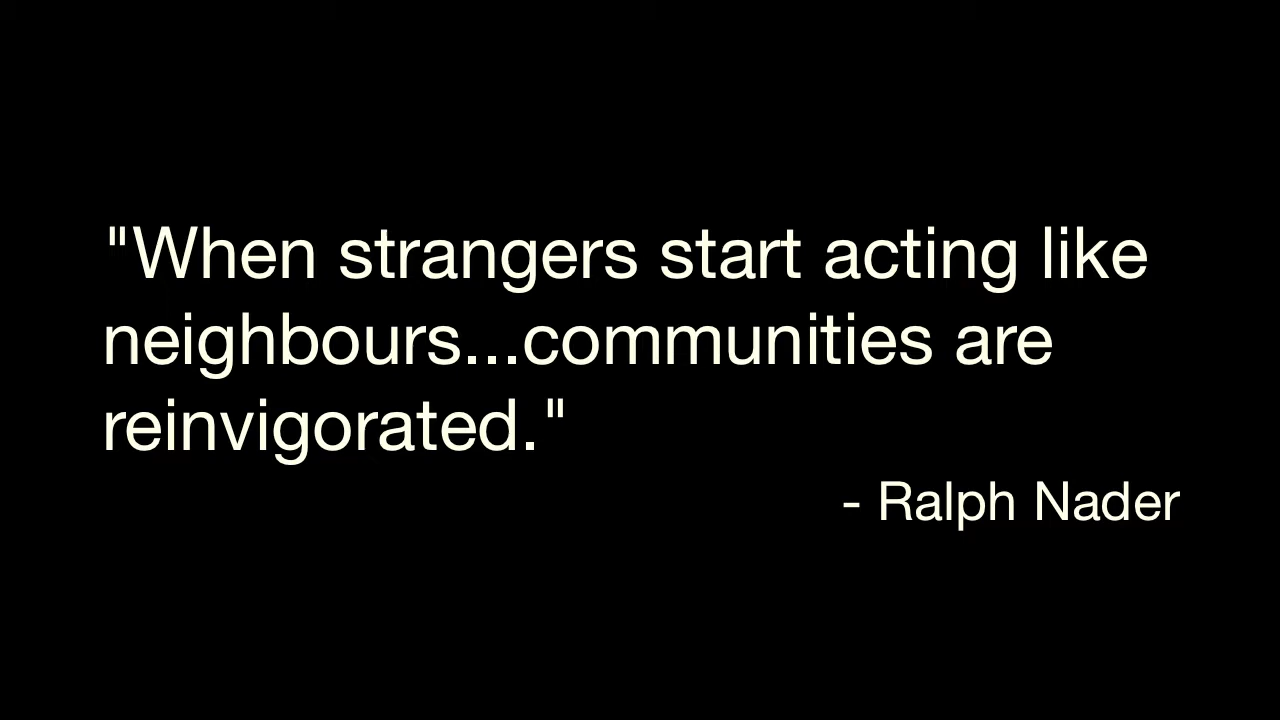 "When strangers start acting like
neighbours...communities are
reinvigorated."
- Ralph Nader